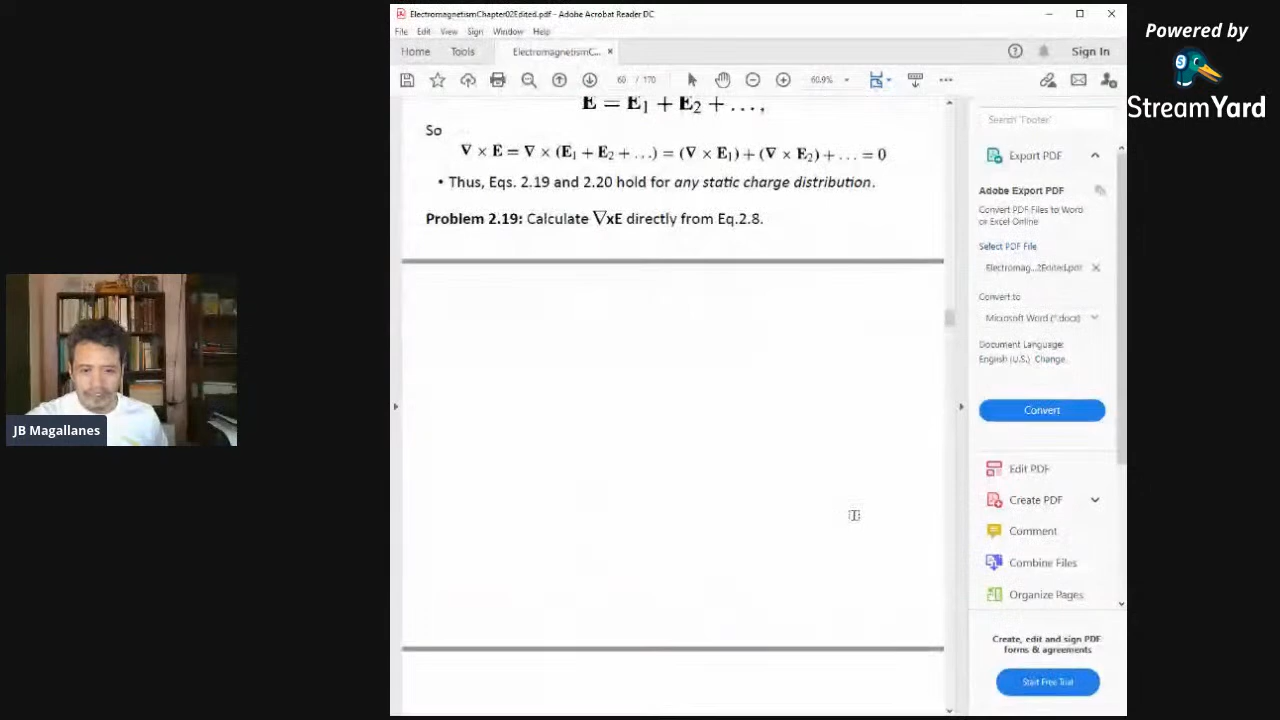 ElectromagnetismChapter02Edited.pdf - Adobe Acrobat Reader DC
File Edit View Sign Window Help
Home Tools ElectromagnetismC... × Sign In
60 / 170 60.9%
E = E₁ + E₂ + . . . ,
So
∇ × E = ∇ × (E₁ + E₂ + . . .) = (∇ × E₁) + (∇ × E₂) + . . . = 0
• Thus, Eqs. 2.19 and 2.20 hold for any static charge distribution.
Problem 2.19: Calculate ∇xE directly from Eq.2.8.
Search 'Footer'
Export PDF
Adobe Export PDF
Convert PDF Files to Word
or Excel Online
Select PDF File
Electromag...2Edited.pdf ×
Convert to
Microsoft Word (*.docx)
Document Language:
English (U.S.) Change
Convert
Edit PDF
Create PDF
Comment
Combine Files
Organize Pages
Create, edit and sign PDF
forms & agreements
Start Free Trial
JB Magallanes
Powered by
StreamYard